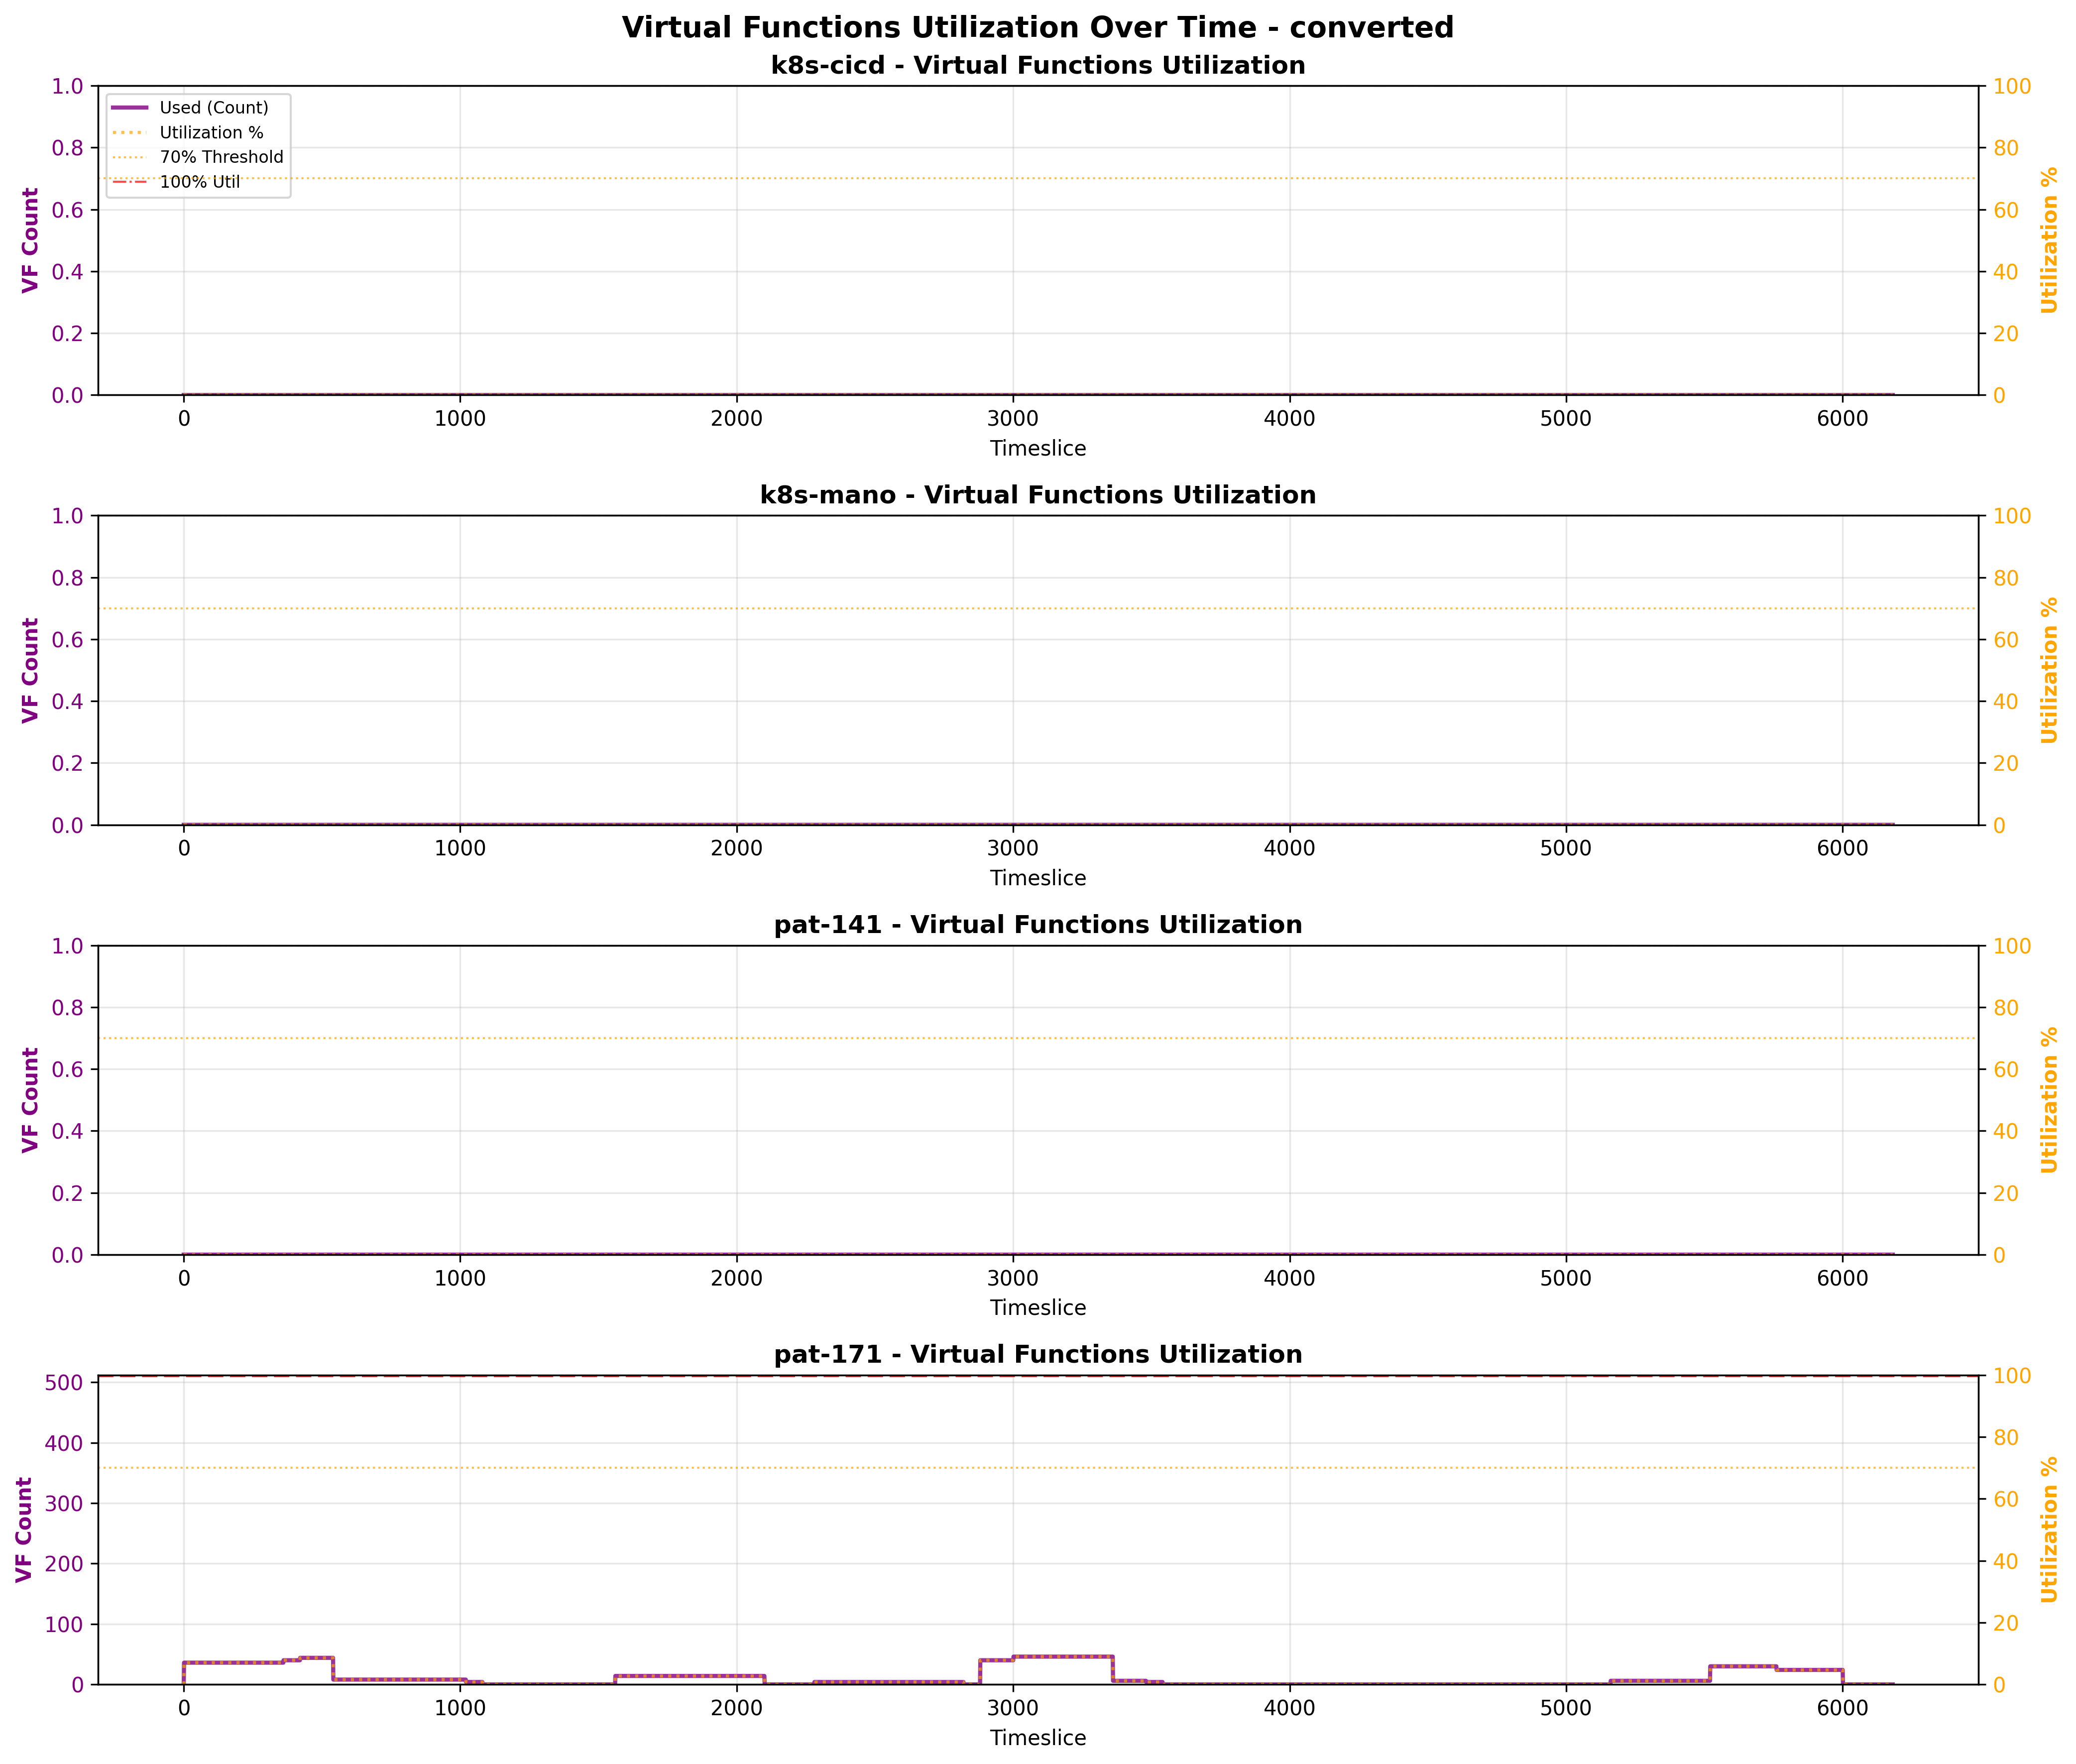 Virtual Functions Utilization Over Time - converted
k8s-cicd - Virtual Functions Utilization
1.0
0.8
0.6
0.4
0.2
0.0
VF Count
Used (Count)
Utilization %
70% Threshold
100% Util
100
80
60
40
20
0
Utilization %
0 1000 2000 3000 4000 5000 6000
Timeslice
k8s-mano - Virtual Functions Utilization
1.0
0.8
0.6
0.4
0.2
0.0
VF Count
100
80
60
40
20
0
Utilization %
0 1000 2000 3000 4000 5000 6000
Timeslice
pat-141 - Virtual Functions Utilization
1.0
0.8
0.6
0.4
0.2
0.0
VF Count
100
80
60
40
20
0
Utilization %
0 1000 2000 3000 4000 5000 6000
Timeslice
pat-171 - Virtual Functions Utilization
500
400
300
200
100
0
VF Count
100
80
60
40
20
0
Utilization %
0 1000 2000 3000 4000 5000 6000
Timeslice